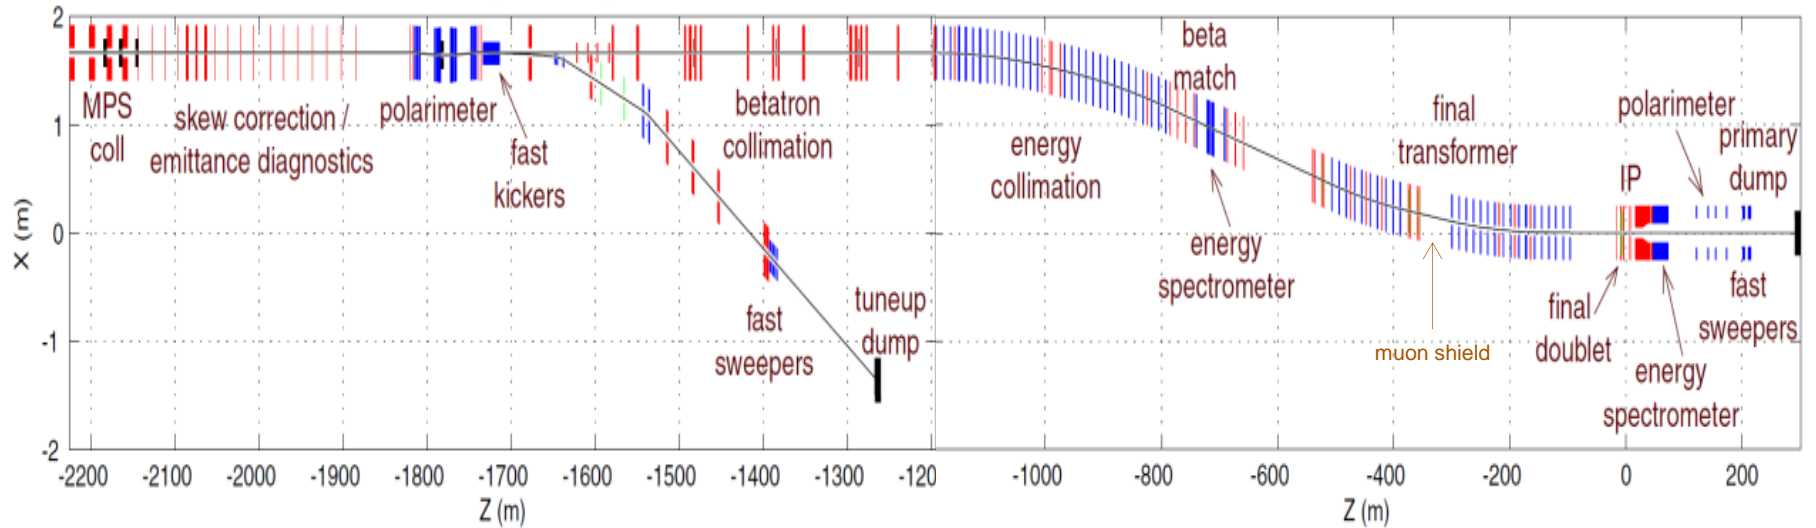 2
1
0
-1
-2
X (m)
MPS
coll
skew correction /
emittance diagnostics
polarimeter
fast
kickers
betatron
collimation
fast
sweepers
tuneup
dump
-2200
-2100
-2000
-1900
-1800
-1700
-1600
-1500
-1400
-1300
-120
Z (m)
energy
collimation
beta
match
energy
spectrometer
final
transformer
muon shield
IP
final
doublet
polarimeter
primary
dump
fast
sweepers
energy
spectrometer
-1000
-800
-600
-400
-200
0
200
Z (m)